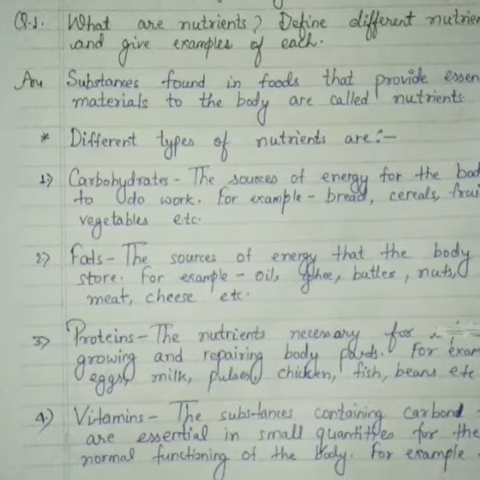 Q.1. What are nutrients? Define different nutrien
and give examples of each.
Ans Substances found in foods that provide essen
materials to the body are called nutrients.
* Different types of nutrients are:-
1) Carbohydrates - The sources of energy for the bod
to do work. For example - bread, cereals, frui
vegetables etc.
2) Fats - The sources of energy that the body
store. For example - oil, ghee, butter, nuts,
meat, cheese etc.
3) Proteins - The nutrients necessary for
growing and repairing body parts. For exam
eggs, milk, pulses, chicken, fish, beans etc
4) Vitamins - The substances containing carbond
are essential in small quantities for the
normal functioning of the body. For example